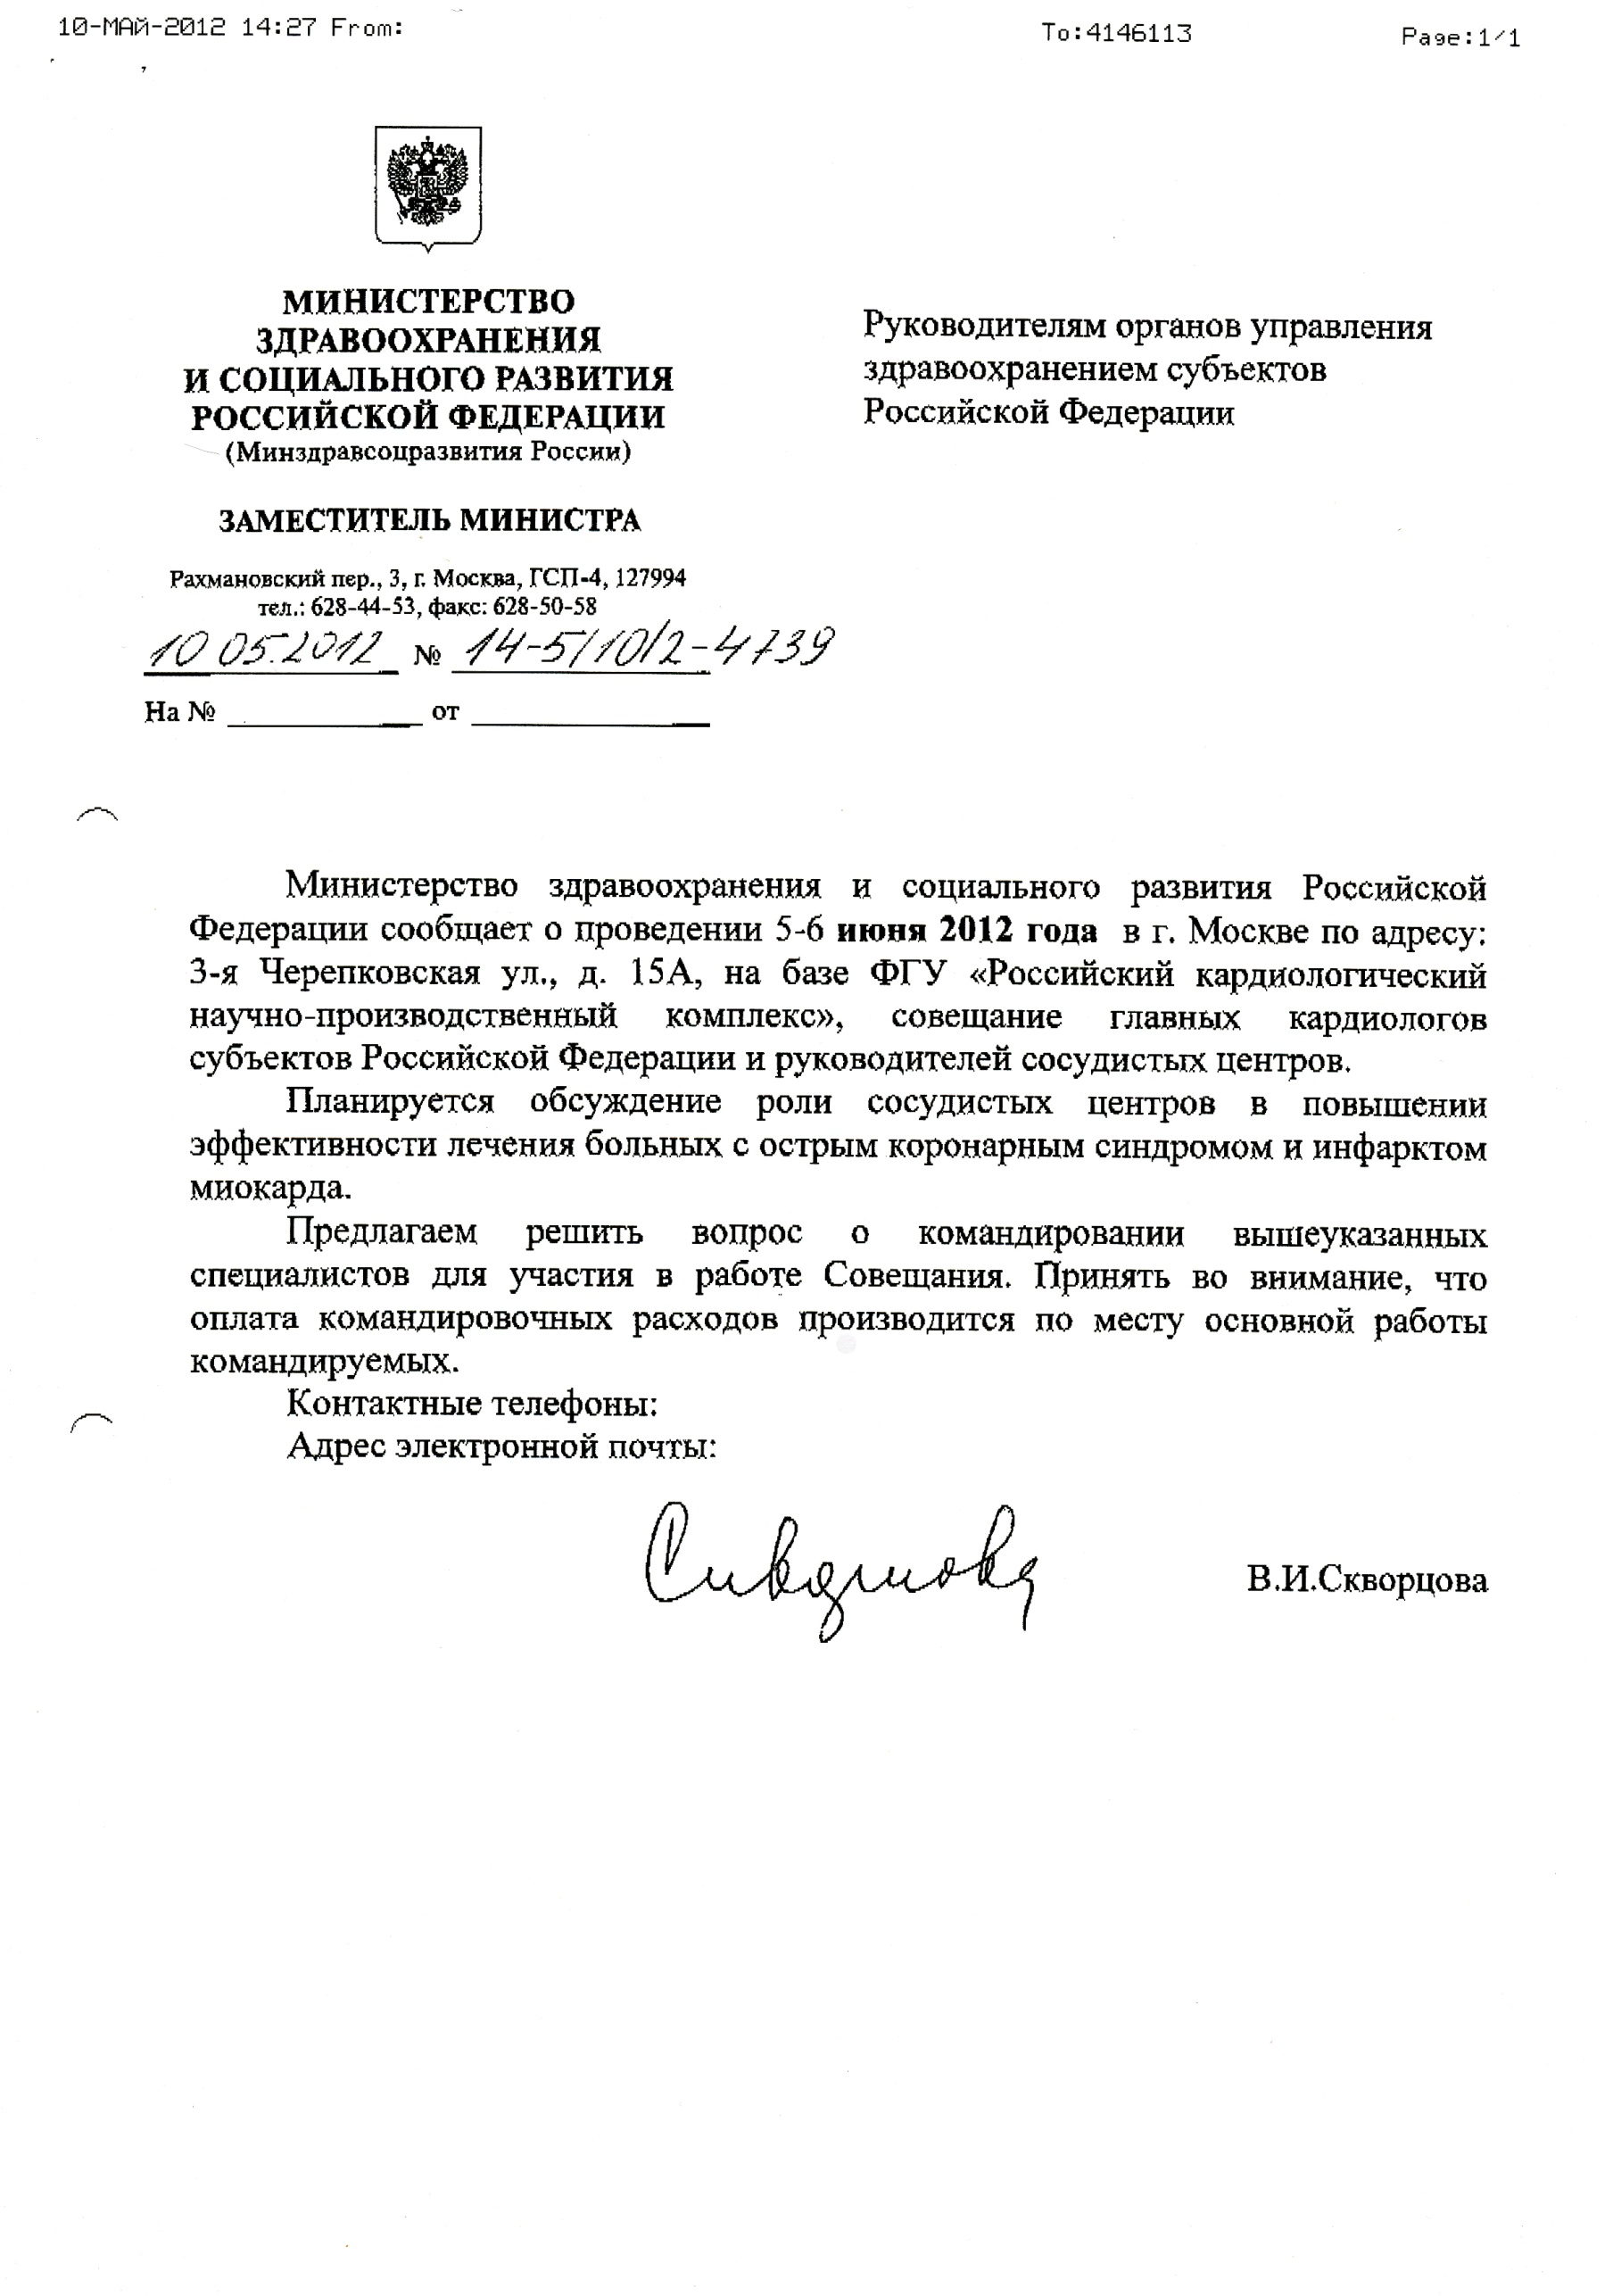 10-МАЙ-2012 14:27 From: To:4146113 Page:1/1
МИНИСТЕРСТВО
ЗДРАВООХРАНЕНИЯ
И СОЦИАЛЬНОГО РАЗВИТИЯ
РОССИЙСКОЙ ФЕДЕРАЦИИ
(Минздравсоцразвития России)
ЗАМЕСТИТЕЛЬ МИНИСТРА
Рахмановский пер., 3, г. Москва, ГСП-4, 127994
тел.: 628-44-53, факс: 628-50-58
10 05.2012 № 14-5/10/2-4739
На № ____________ от ____________
Руководителям органов управления
здравоохранением субъектов
Российской Федерации
Министерство здравоохранения и социального развития Российской
Федерации сообщает о проведении 5-6 июня 2012 года в г. Москве по адресу:
3-я Черепковская ул., д. 15А, на базе ФГУ «Российский кардиологический
научно-производственный комплекс», совещание главных кардиологов
субъектов Российской Федерации и руководителей сосудистых центров.
Планируется обсуждение роли сосудистых центров в повышении
эффективности лечения больных с острым коронарным синдромом и инфарктом
миокарда.
Предлагаем решить вопрос о командировании вышеуказанных
специалистов для участия в работе Совещания. Принять во внимание, что
оплата командировочных расходов производится по месту основной работы
командируемых.
Контактные телефоны:
Адрес электронной почты:
В.И.Скворцова